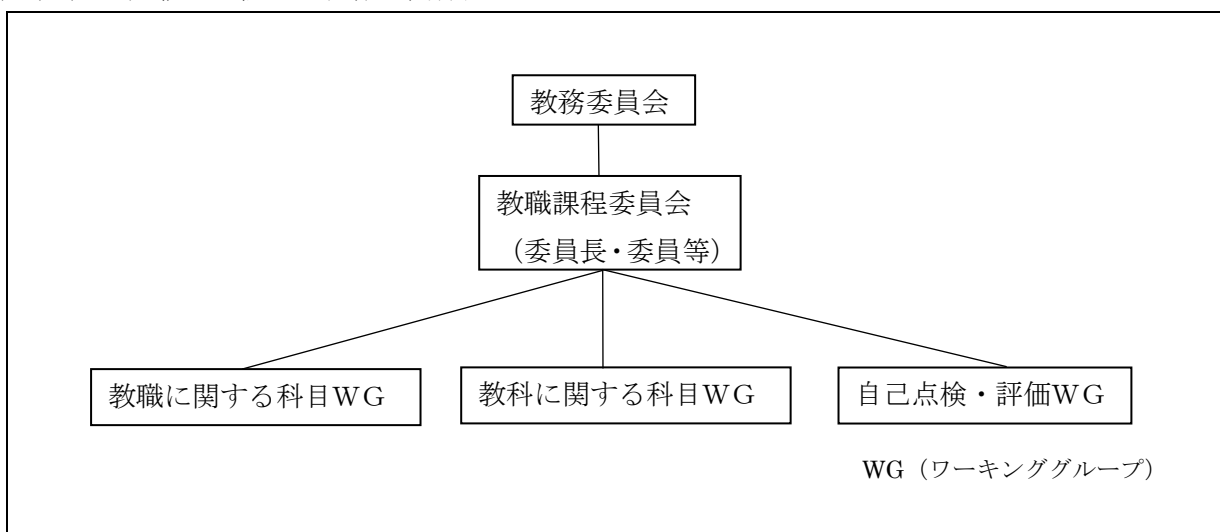 教務委員会
教職課程委員会
（委員長・委員等）
教職に関する科目ＷＧ
教科に関する科目ＷＧ
自己点検・評価ＷＧ
WG（ワーキンググループ）